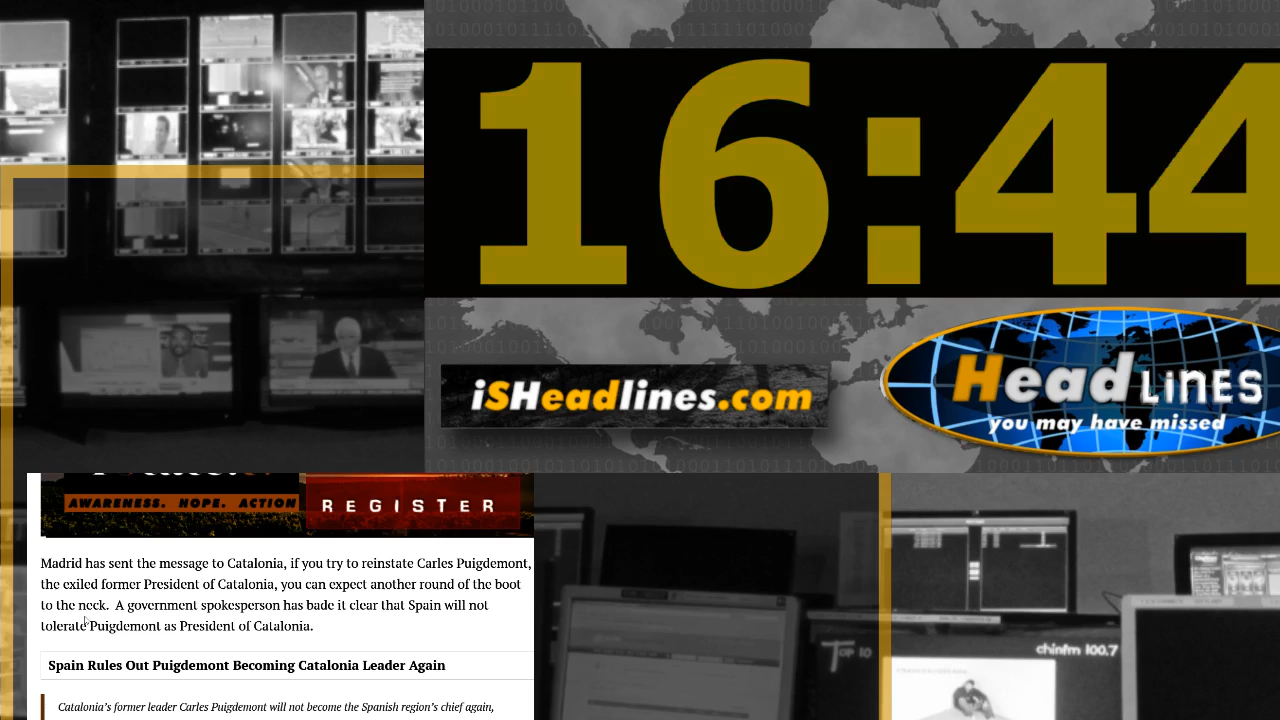 16:44
iSHeadlines.com
HeadLINES
you may have missed
AWARENESS. HOPE. ACTION
REGISTER
Madrid has sent the message to Catalonia, if you try to reinstate Carles Puigdemont,
the exiled former President of Catalonia, you can expect another round of the boot
to the neck. A government spokesperson has bade it clear that Spain will not
tolerate Puigdemont as President of Catalonia.
Spain Rules Out Puigdemont Becoming Catalonia Leader Again
Catalonia's former leader Carles Puigdemont will not become the Spanish region's chief again,
TOP 10
chinfm 100.7